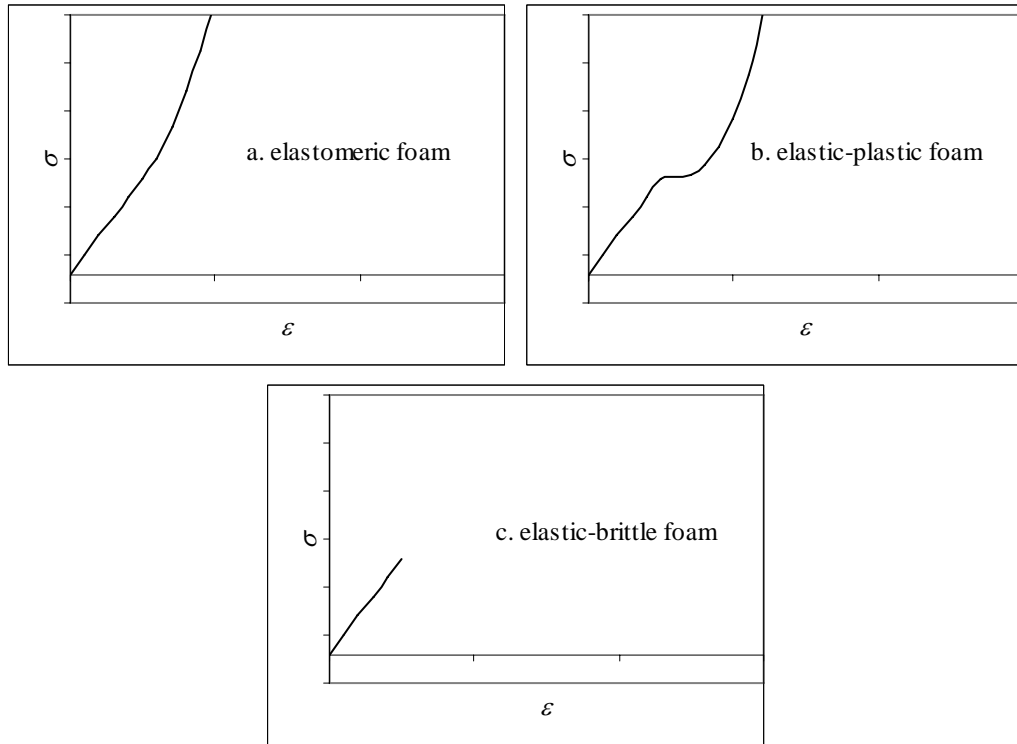 σ
a. elastomeric foam
ε
σ
b. elastic-plastic foam
ε
σ
c. elastic-brittle foam
ε